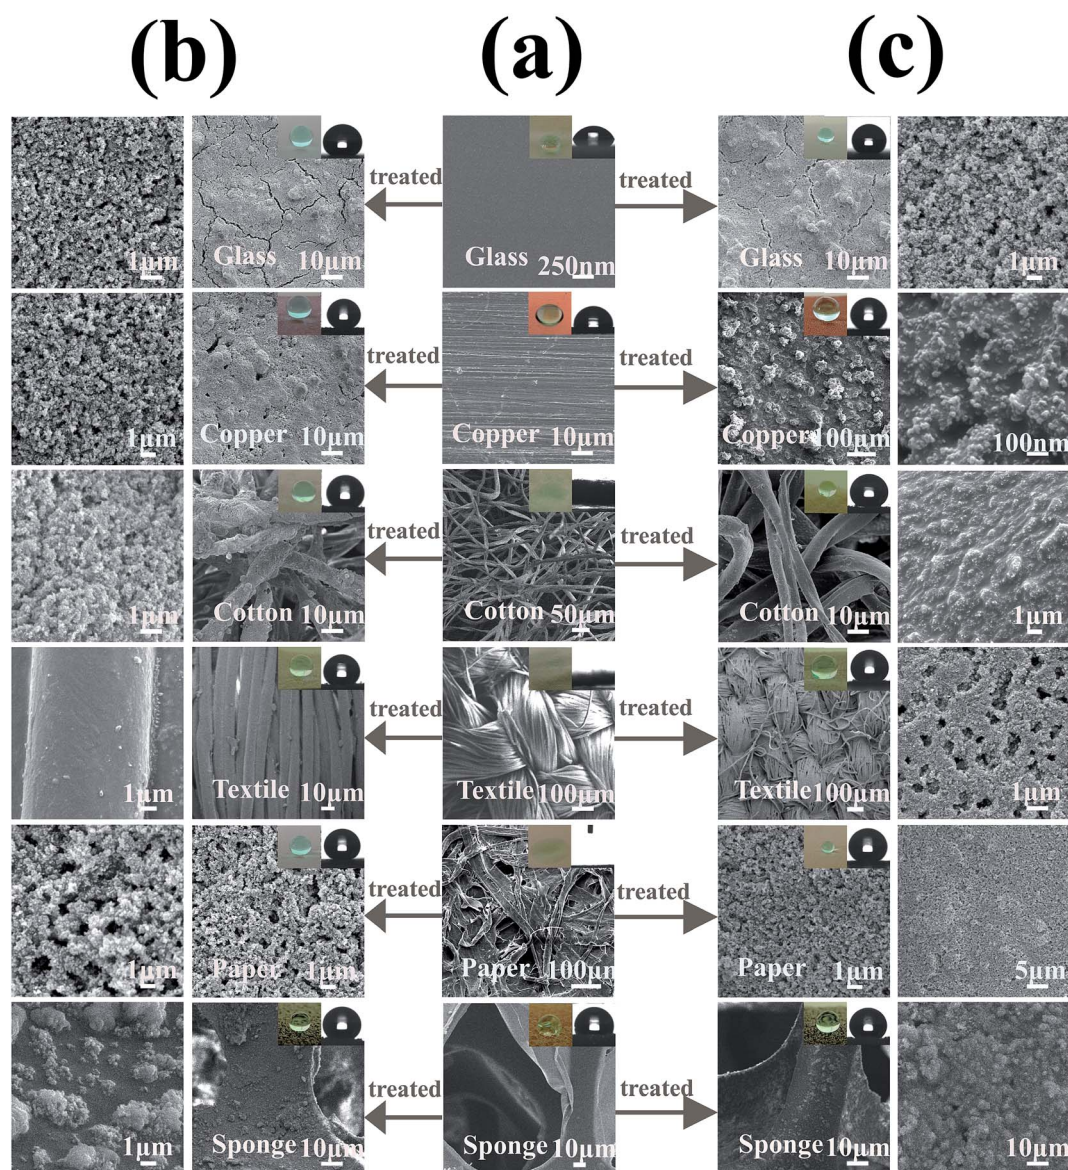 (b) (a) (c)
treated treated
1μm Glass 10μm Glass 250nm Glass 10μm 1μm
treated treated
1μm Copper 10μm Copper 10μm Copper 100μm 100nm
treated treated
1μm Cotton 10μm Cotton 50μm Cotton 10μm 1μm
treated treated
1μm Textile 10μm Textile 100μm Textile 100μm 1μm
treated treated
1μm Paper 1μm Paper 100μm Paper 1μm 5μm
treated treated
1μm Sponge 10μm Sponge 10μm Sponge 10μm 10μm